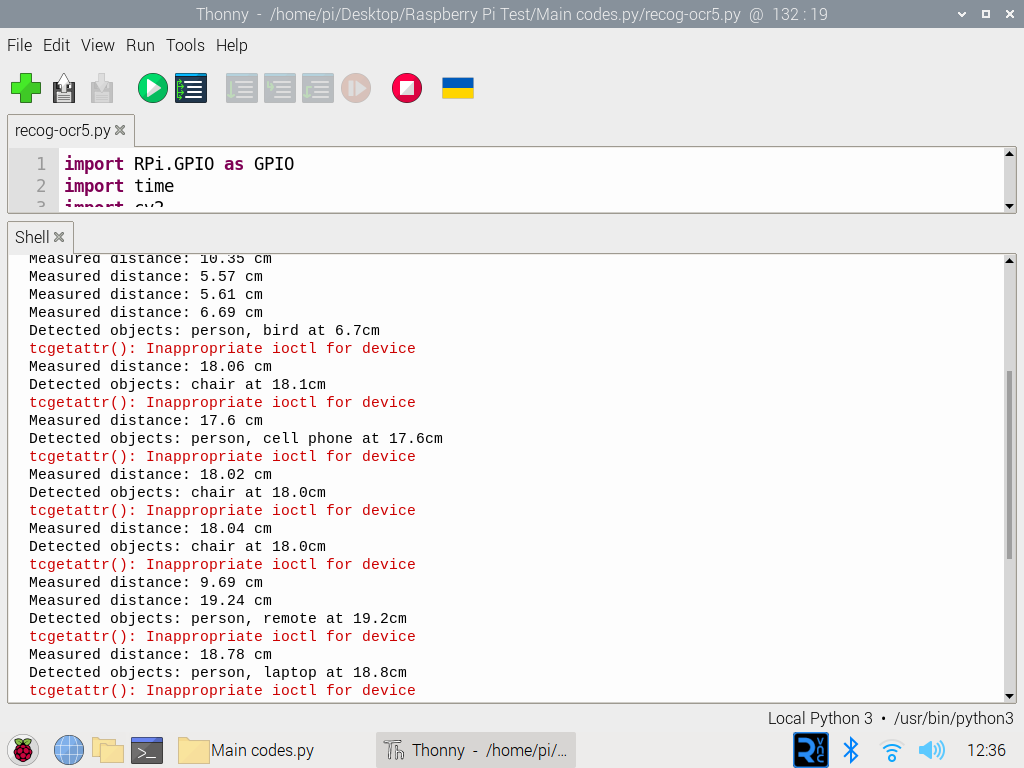 Thonny - /home/pi/Desktop/Raspberry Pi Test/Main codes.py/recog-ocr5.py @ 132 : 19
File Edit View Run Tools Help
recog-ocr5.py
1 import RPi.GPIO as GPIO
2 import time
3 import cv2
Shell
Measured distance: 10.35 cm
Measured distance: 5.57 cm
Measured distance: 5.61 cm
Measured distance: 6.69 cm
Detected objects: person, bird at 6.7cm
tcgetattr(): Inappropriate ioctl for device
Measured distance: 18.06 cm
Detected objects: chair at 18.1cm
tcgetattr(): Inappropriate ioctl for device
Measured distance: 17.6 cm
Detected objects: person, cell phone at 17.6cm
tcgetattr(): Inappropriate ioctl for device
Measured distance: 18.02 cm
Detected objects: chair at 18.0cm
tcgetattr(): Inappropriate ioctl for device
Measured distance: 18.04 cm
Detected objects: chair at 18.0cm
tcgetattr(): Inappropriate ioctl for device
Measured distance: 9.69 cm
Measured distance: 19.24 cm
Detected objects: person, remote at 19.2cm
tcgetattr(): Inappropriate ioctl for device
Measured distance: 18.78 cm
Detected objects: person, laptop at 18.8cm
tcgetattr(): Inappropriate ioctl for device
Local Python 3 • /usr/bin/python3
Main codes.py
Th Thonny - /home/pi/...
VNC
12:36